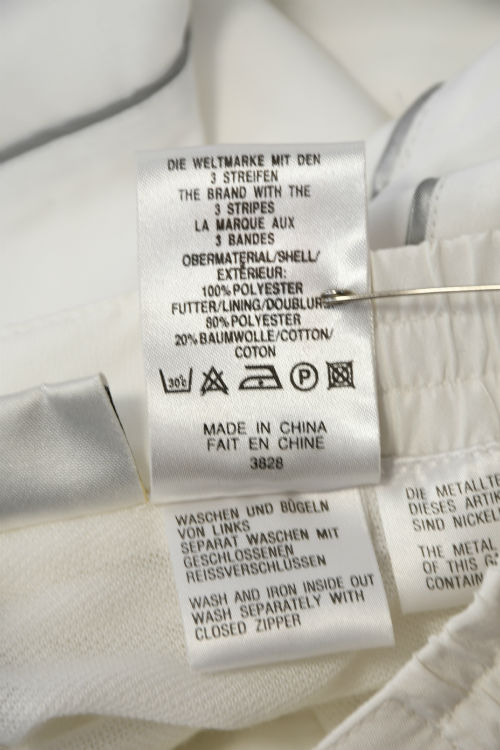 DIE WELTMARKE MIT DEN
3 STREIFEN
THE BRAND WITH THE
3 STRIPES
LA MARQUE AUX
3 BANDES
OBERMATERIAL/SHELL/
EXTÉRIEUR:
100% POLYESTER
FUTTER/LINING/DOUBLURE
80% POLYESTER
20% BAUMWOLLE/COTTON/
COTON
30°c P
MADE IN CHINA
FAIT EN CHINE
3828
WASCHEN UND BÜGELN
VON LINKS
SEPARAT WASCHEN MIT
GESCHLOSSENEN
REISSVERSCHLÜSSEN
WASH AND IRON INSIDE OUT
WASH SEPARATELY WITH
CLOSED ZIPPER
DIE METALLTE
DIESES ARTI
SIND NICKEL
THE METAL
OF THIS
CONTAIN